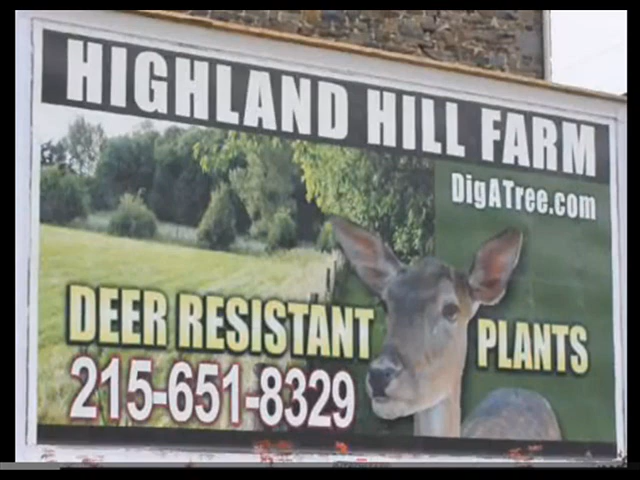 HIGHLAND HILL FARM
DigATree.com
DEER RESISTANT PLANTS
215-651-8329